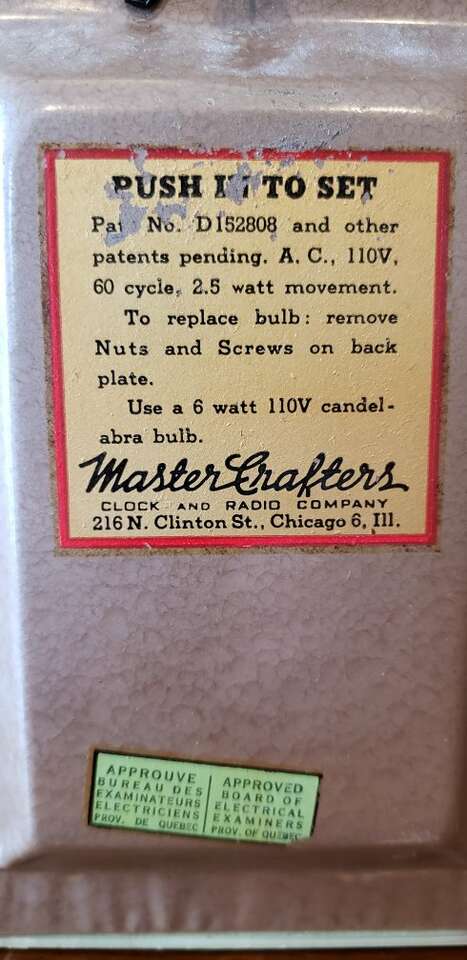 PUSH IN TO SET
Pat. No. D152808 and other
patents pending. A. C., 110V,
60 cycle, 2.5 watt movement.
To replace bulb: remove
Nuts and Screws on back
plate.
Use a 6 watt 110V candel-
abra bulb.
MasterCrafters
CLOCK AND RADIO COMPANY
216 N. Clinton St., Chicago 6, Ill.
APPROUVE
BUREAU DES
EXAMINATEURS
ELECTRICIENS
PROV. DE QUEBEC
APPROVED
BOARD OF
ELECTRICAL
EXAMINERS
PROV. OF QUEBEC